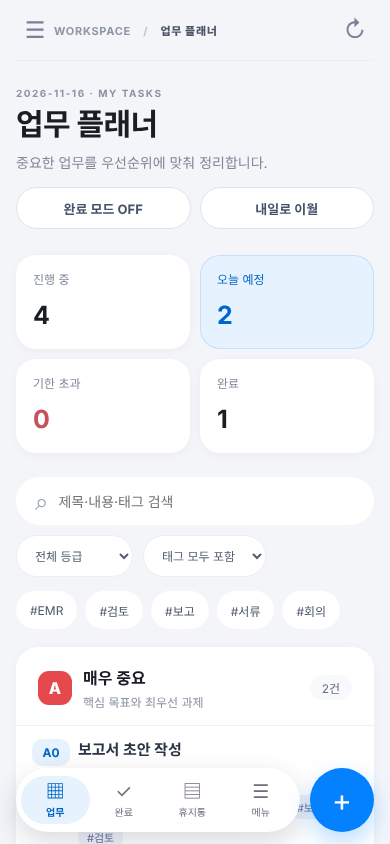 WORKSPACE / 업무 플래너
2026-11-16 · MY TASKS
업무 플래너
중요한 업무를 우선순위에 맞춰 정리합니다.
완료 모드 OFF
내일로 이월
진행 중
4
오늘 예정
2
기한 초과
0
완료
1
제목·내용·태그 검색
전체 등급
태그 모두 포함
#EMR
#검토
#보고
#서류
#회의
A
매우 중요
핵심 목표와 최우선 과제
2건
A0
보고서 초안 작성
업무
완료
휴지통
메뉴
+
#검토